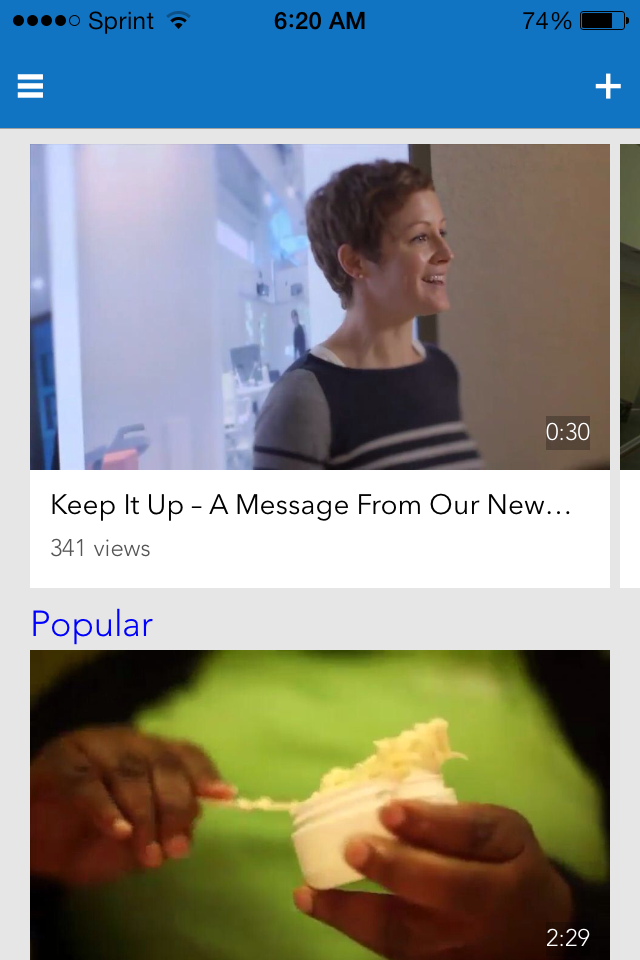 Sprint 6:20 AM 74%
0:30
Keep It Up – A Message From Our New…
341 views
Popular
2:29